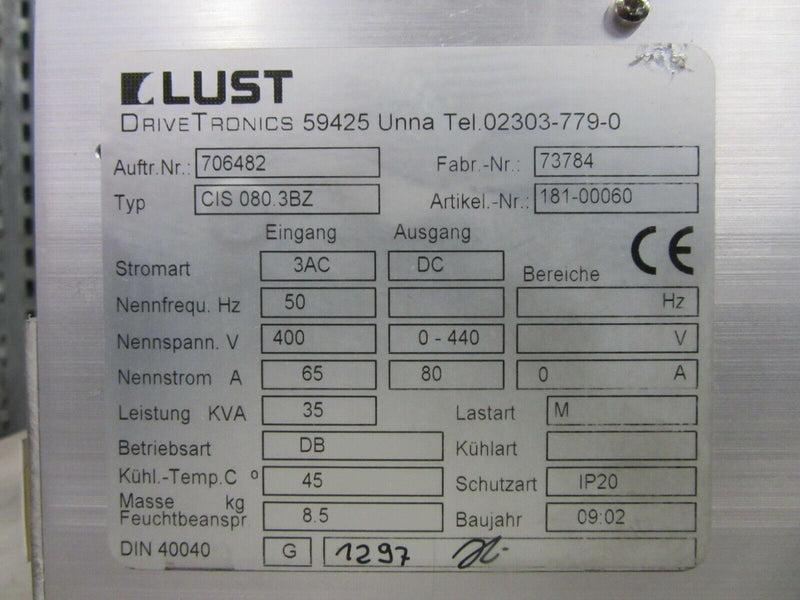 LUST
DRIVETRONICS 59425 Unna Tel.02303-779-0
Auftr.Nr.: 706482 Fabr.-Nr.: 73784
Typ CIS 080.3BZ Artikel.-Nr.: 181-00060
Eingang Ausgang
CE
Stromart 3AC DC Bereiche
Nennfrequ. Hz 50 Hz
Nennspann. V 400 0 - 440 V
Nennstrom A 65 80 0 A
Leistung KVA 35 Lastart M
Betriebsart DB Kühlart
Kühl.-Temp.C ° 45 Schutzart IP20
Masse kg
Feuchtbeanspr 8.5 Baujahr 09:02
DIN 40040 G 1297